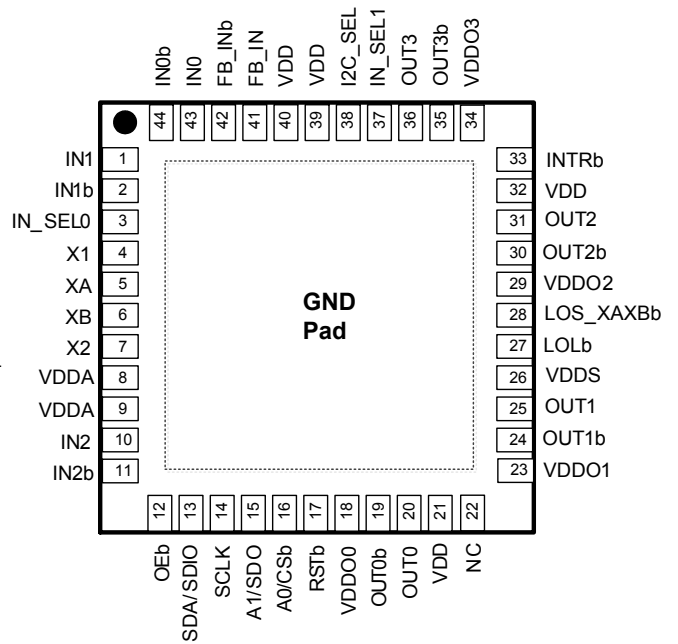 IN0b
IN0
FB_INb
FB_IN
VDD
VDD
I2C_SEL
IN_SEL1
OUT3
OUT3b
VDDO3
44
43
42
41
40
39
38
37
36
35
34
IN1 1
IN1b 2
IN_SEL0 3
X1 4
XA 5
XB 6
X2 7
VDDA 8
VDDA 9
IN2 10
IN2b 11
GND
Pad
33 INTRb
32 VDD
31 OUT2
30 OUT2b
29 VDDO2
28 LOS_XAXBb
27 LOLb
26 VDDS
25 OUT1
24 OUT1b
23 VDDO1
12
13
14
15
16
17
18
19
20
21
22
OEb
SDA/SDIO
SCLK
A1/SDO
A0/CSb
RSTb
VDDO0
OUT0b
OUT0
VDD
NC